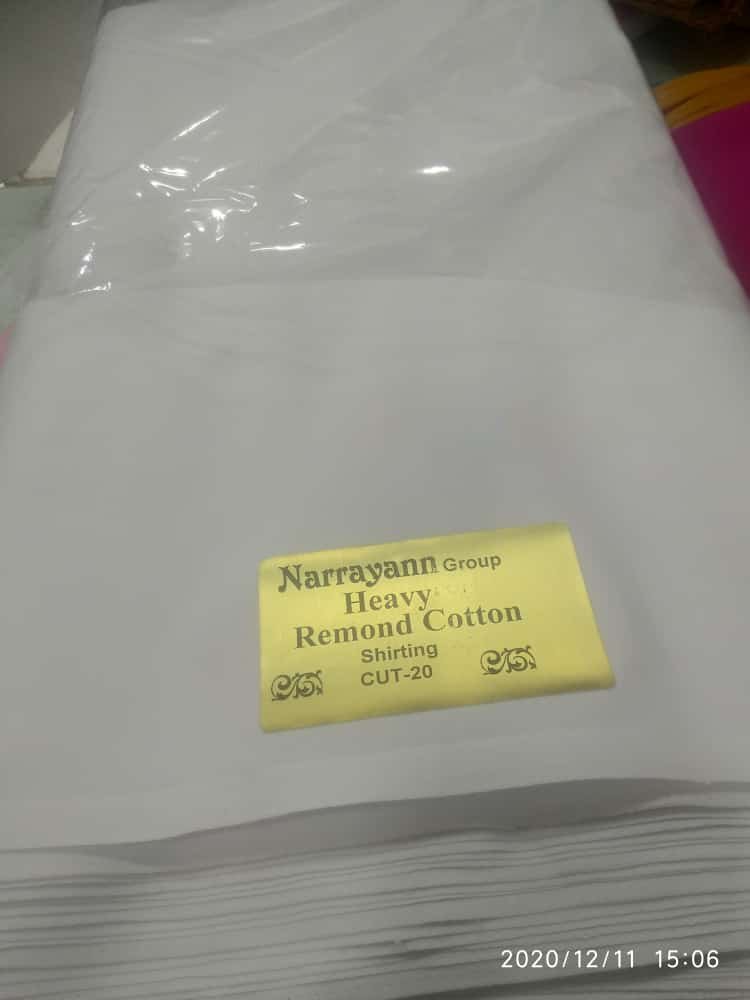 Narrayann Group
Heavy
Remond Cotton
Shirting
CUT-20
2020/12/11 15:06